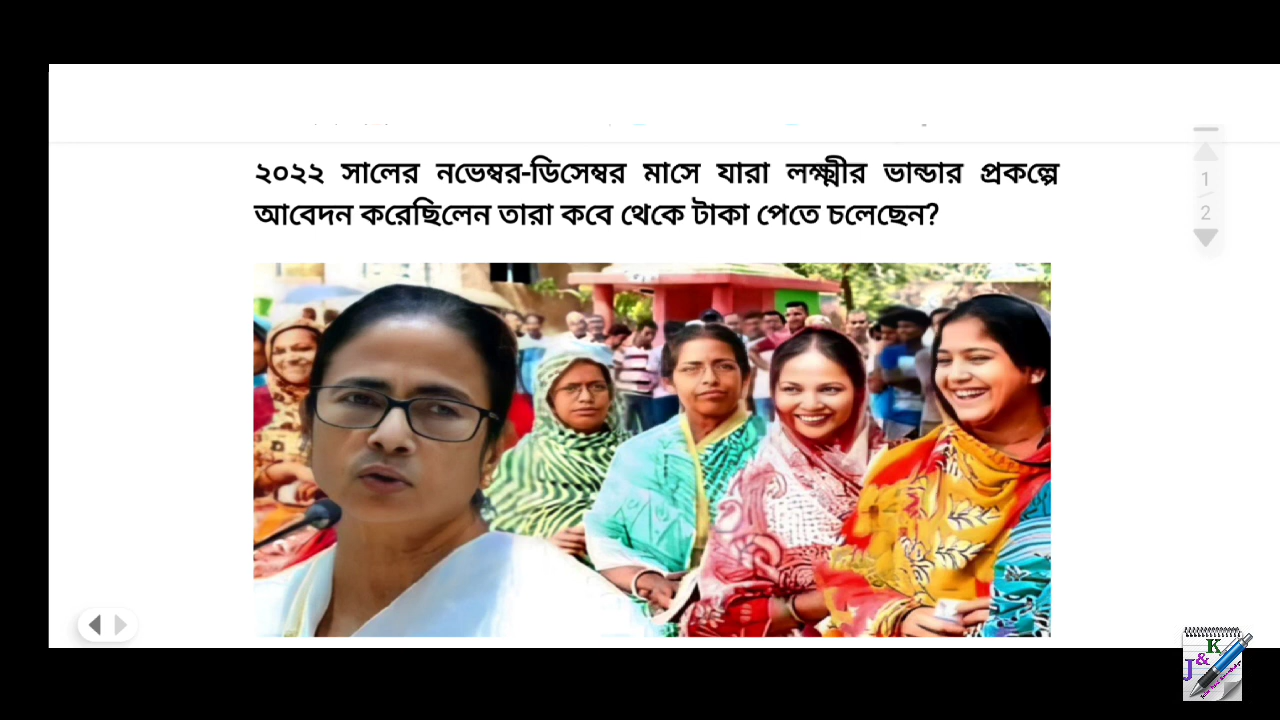 ২০২২ সালের নভেম্বর-ডিসেম্বর মাসে যারা লক্ষ্মীর ভান্ডার প্রকল্পে
আবেদন করেছিলেন তারা কবে থেকে টাকা পেতে চলেছেন?
1
2
J&K